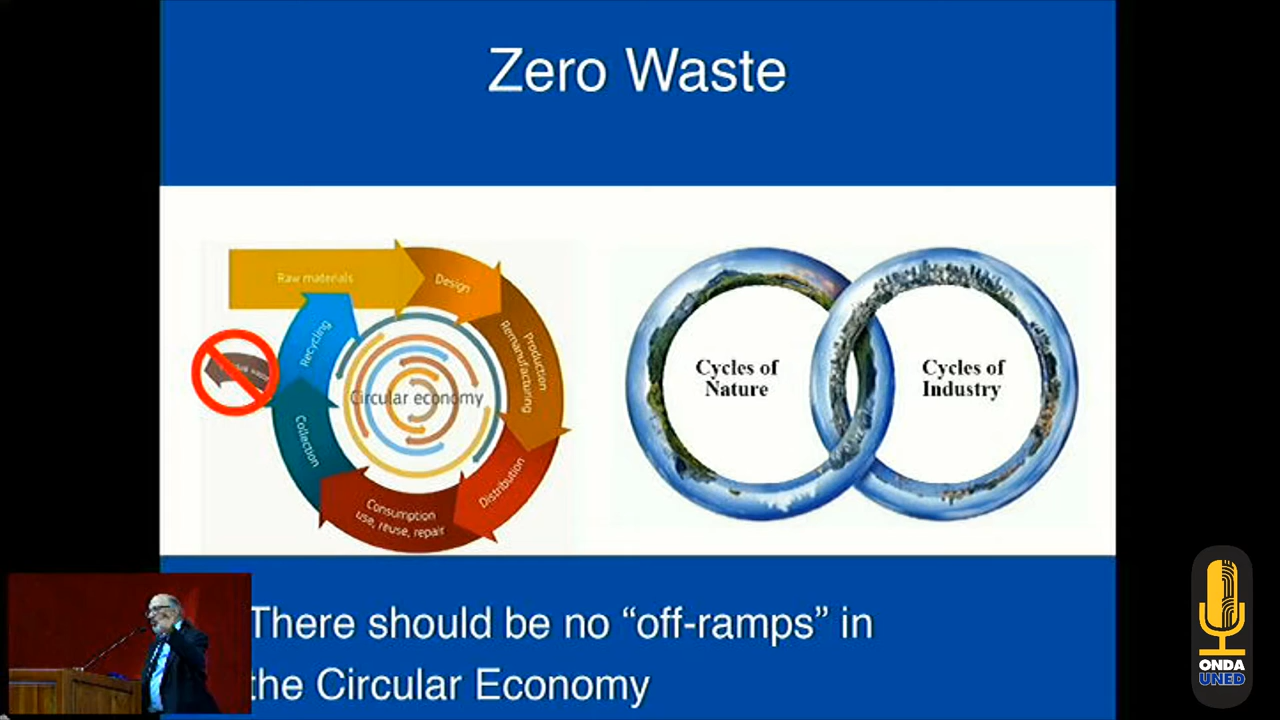 Zero Waste
Raw materials
Design
Production
Remanufacturing
Distribution
Consumption
use, reuse, repair
Collection
Recycling
Circular economy
Cycles of
Nature
Cycles of
Industry
There should be no “off-ramps” in
the Circular Economy
ONDA
UNED